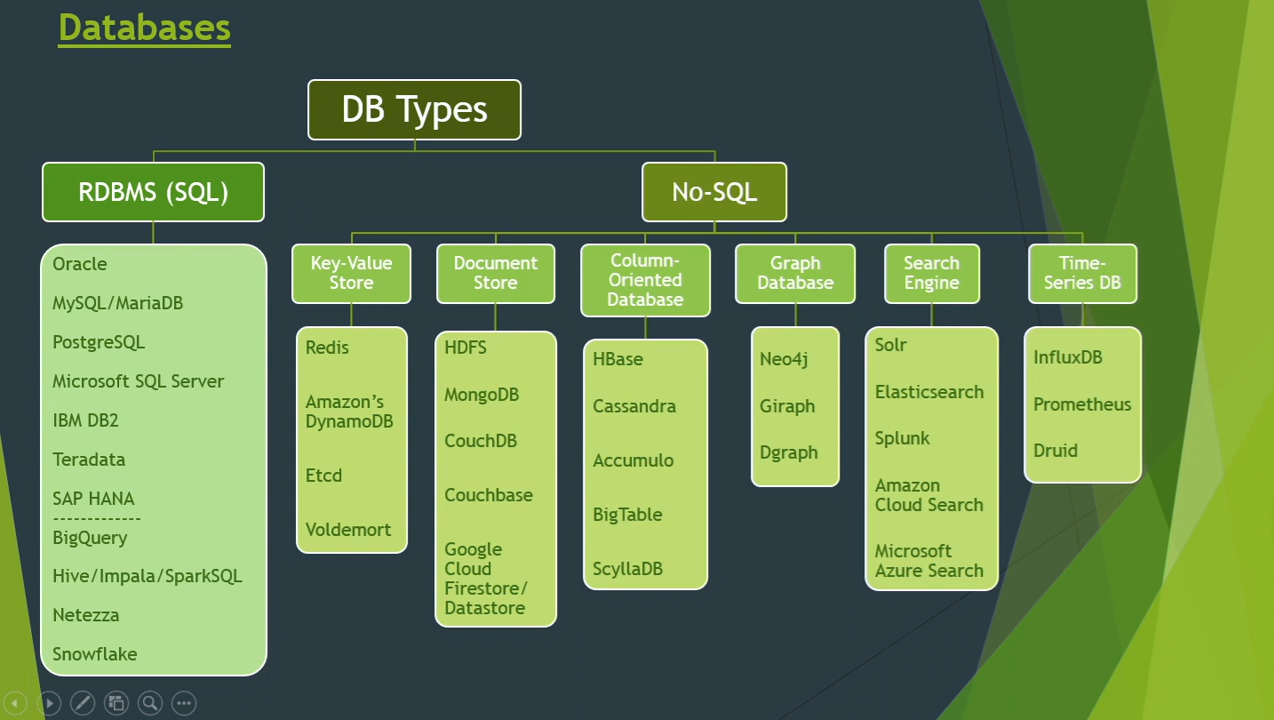 Databases
DB Types
RDBMS (SQL)
No-SQL
Oracle
MySQL/MariaDB
PostgreSQL
Microsoft SQL Server
IBM DB2
Teradata
SAP HANA
-------------
BigQuery
Hive/Impala/SparkSQL
Netezza
Snowflake
Key-Value
Store
Redis
Amazon’s
DynamoDB
Etcd
Voldemort
Document
Store
HDFS
MongoDB
CouchDB
Couchbase
Google
Cloud
Firestore/
Datastore
Column-
Oriented
Database
HBase
Cassandra
Accumulo
BigTable
ScyllaDB
Graph
Database
Neo4j
Giraph
Dgraph
Search
Engine
Solr
Elasticsearch
Splunk
Amazon
Cloud Search
Microsoft
Azure Search
Time-
Series DB
InfluxDB
Prometheus
Druid